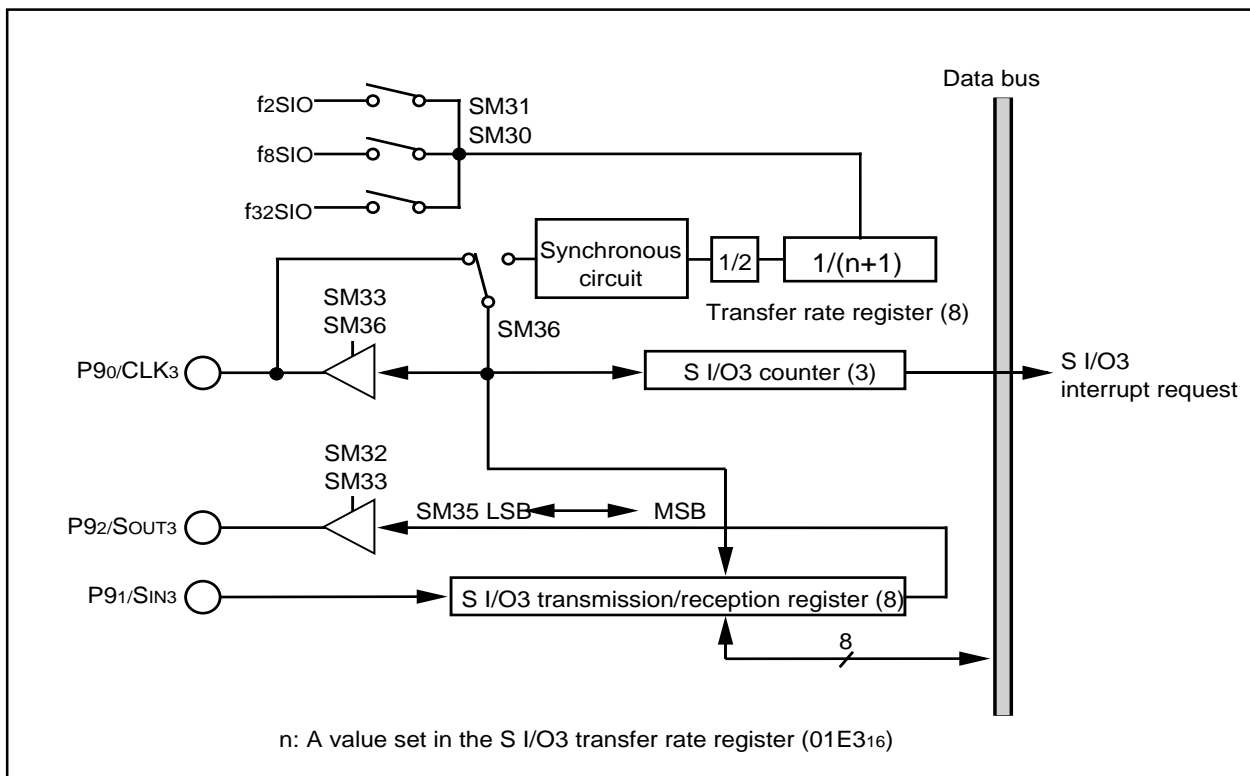 Data bus
f2SIO
SM31
SM30
f8SIO
f32SIO
Synchronous
circuit
1/2
1/(n+1)
Transfer rate register (8)
SM33
SM36
SM36
P90/CLK3
S I/O3 counter (3)
S I/O3
interrupt request
SM32
SM33
SM35 LSB
MSB
P92/SOUT3
P91/SIN3
S I/O3 transmission/reception register (8)
8
n: A value set in the S I/O3 transfer rate register (01E316)